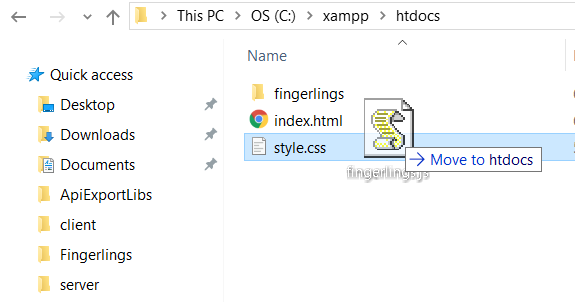 This PC > OS (C:) > xampp > htdocs
Name
Quick access
Desktop
Downloads
Documents
ApiExportLibs
client
Fingerlings
server
fingerlings
index.html
style.css
Move to htdocs
fingerlings.js